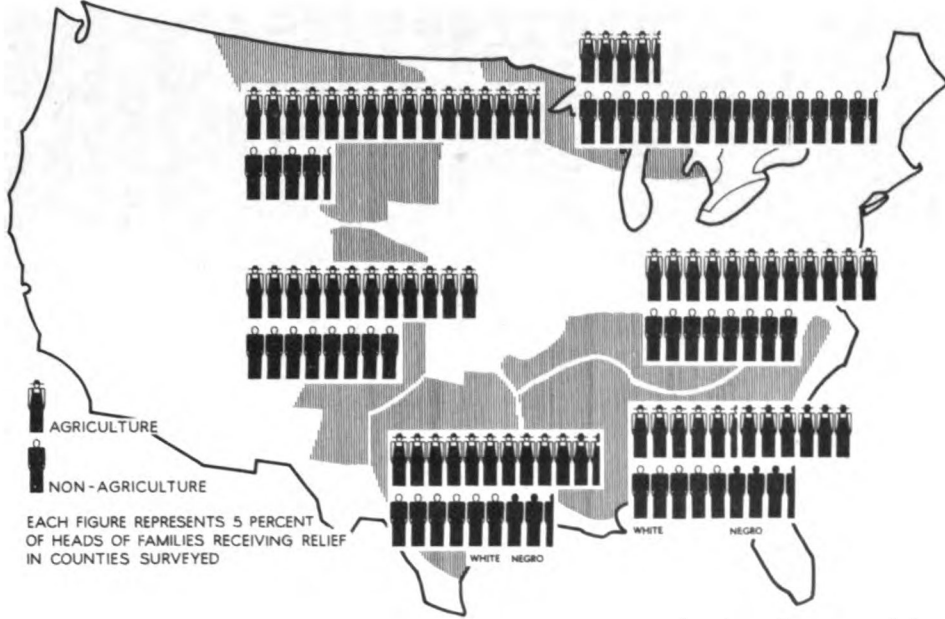 AGRICULTURE
NON-AGRICULTURE
EACH FIGURE REPRESENTS 5 PERCENT
OF HEADS OF FAMILIES RECEIVING RELIEF
IN COUNTIES SURVEYED
WHITE NEGRO
WHITE NEGRO